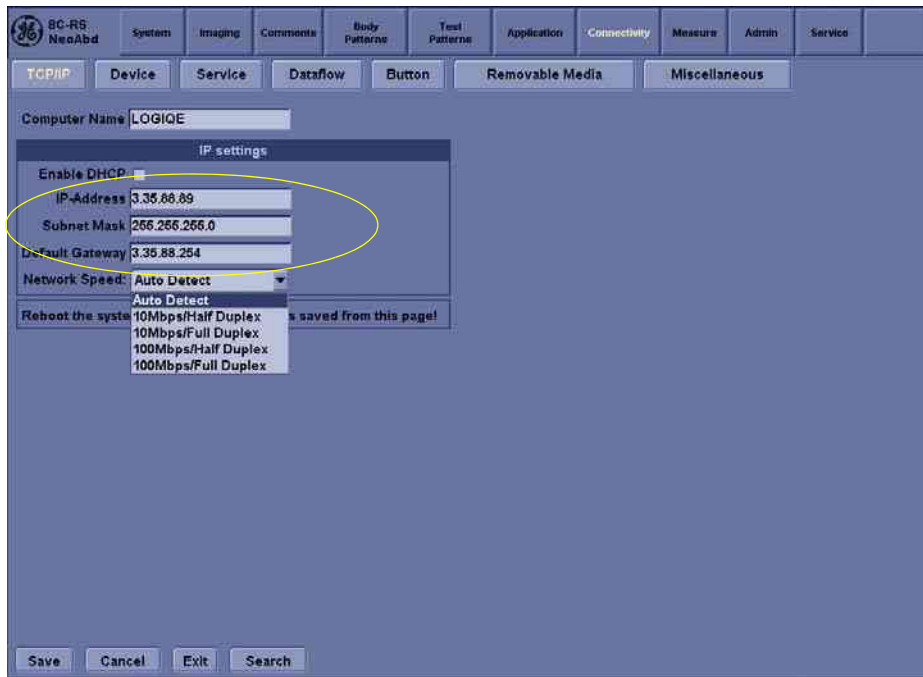 8C-RS
NeoAbd
System
Imaging
Comments
Body
Patterns
Test
Patterns
Application
Connectivity
Measure
Admin
Service
TCP/IP
Device
Service
Dataflow
Button
Removable Media
Miscellaneous
Computer Name LOGIQE
IP settings
Enable DHCP
IP-Address 3.35.88.89
Subnet Mask 255.255.255.0
Default Gateway 3.35.88.254
Network Speed: Auto Detect
Auto Detect
Reboot the syste 10Mbps/Half Duplex s saved from this page!
10Mbps/Full Duplex
100Mbps/Half Duplex
100Mbps/Full Duplex
Save
Cancel
Exit
Search